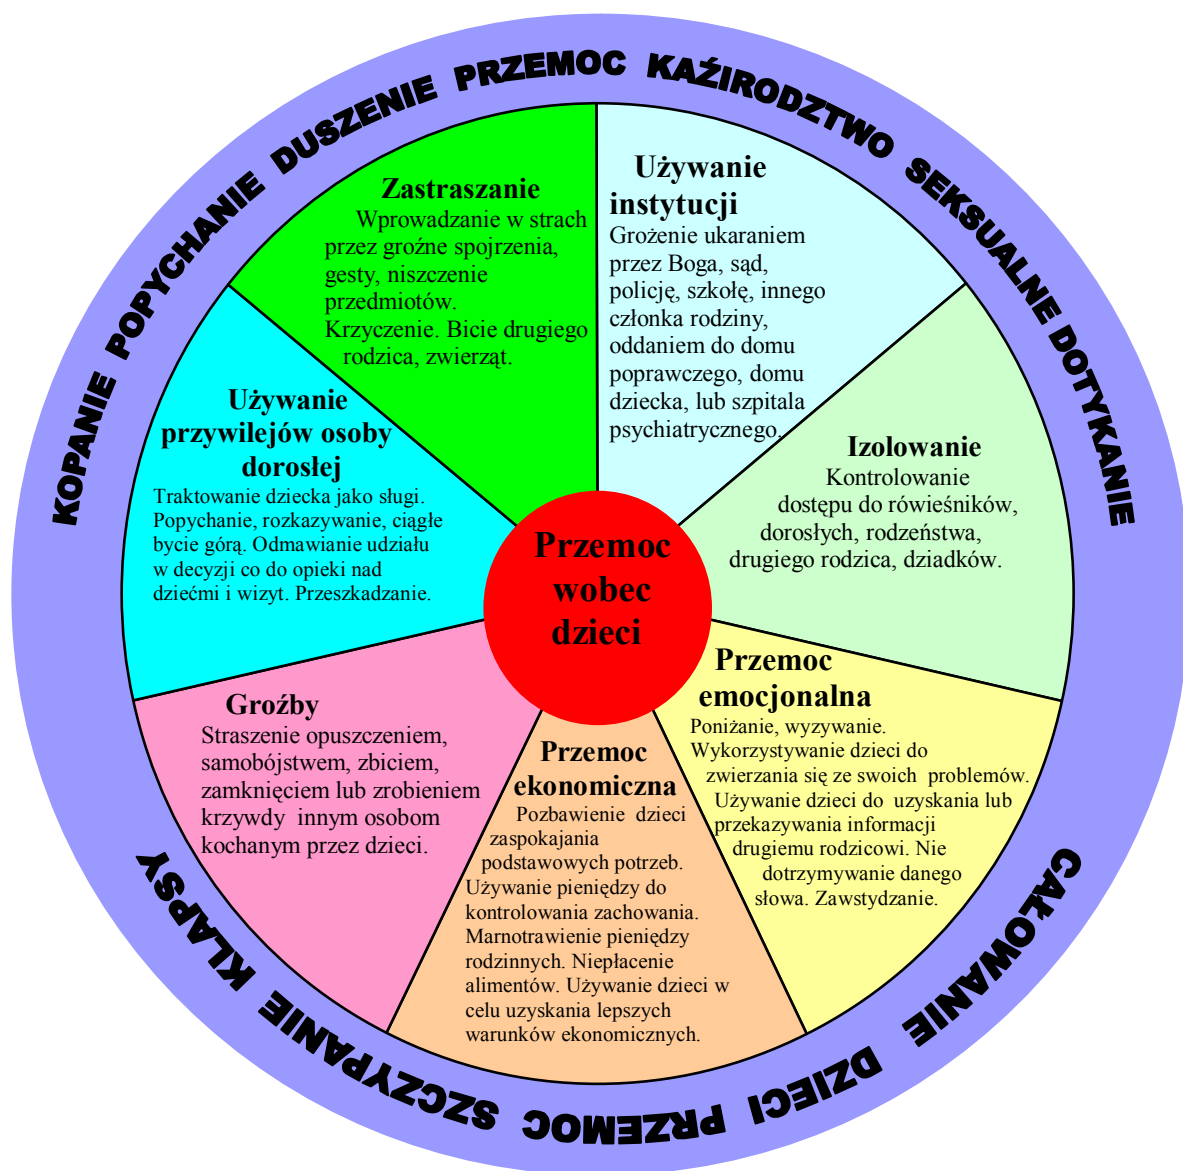 KOPANIE POPYCHANIE DUSZENIE PRZEMOC KAŹIRODZTWO SEKSUALNE DOTYKANIE
CAŁOWANIE DZIECI PRZEMOC SZCZYPANIE KLAPSY
Zastraszanie
Wprowadzanie w strach
przez groźne spojrzenia,
gesty, niszczenie
przedmiotów.
Krzyczenie. Bicie drugiego
rodzica, zwierząt.
Używanie
instytucji
Grożenie ukaraniem
przez Boga, sąd,
policję, szkołę, innego
członka rodziny,
oddaniem do domu
poprawczego, domu
dziecka, lub szpitala
psychiatrycznego.
Izolowanie
Kontrolowanie
dostępu do rówieśników,
dorosłych, rodzeństwa,
drugiego rodzica, dziadków.
Przemoc
emocjonalna
Poniżanie, wyzywanie.
Wykorzystywanie dzieci do
zwierzania się ze swoich problemów.
Używanie dzieci do uzyskania lub
przekazywania informacji
drugiemu rodzicowi. Nie
dotrzymywanie danego
słowa. Zawstydzanie.
Przemoc
ekonomiczna
Pozbawienie dzieci
zaspokajania
podstawowych potrzeb.
Używanie pieniędzy do
kontrolowania zachowania.
Marnotrawienie pieniędzy
rodzinnych. Niepłacenie
alimentów. Używanie dzieci w
celu uzyskania lepszych
warunków ekonomicznych.
Groźby
Straszenie opuszczeniem,
samobójstwem, zbiciem,
zamknięciem lub zrobieniem
krzywdy innym osobom
kochanym przez dzieci.
Używanie
przywilejów osoby
dorosłej
Traktowanie dziecka jako sługi.
Popychanie, rozkazywanie, ciągłe
bycie górą. Odmawianie udziału
w decyzji co do opieki nad
dziećmi i wizyt. Przeszkadzanie.
Przemoc
wobec
dzieci